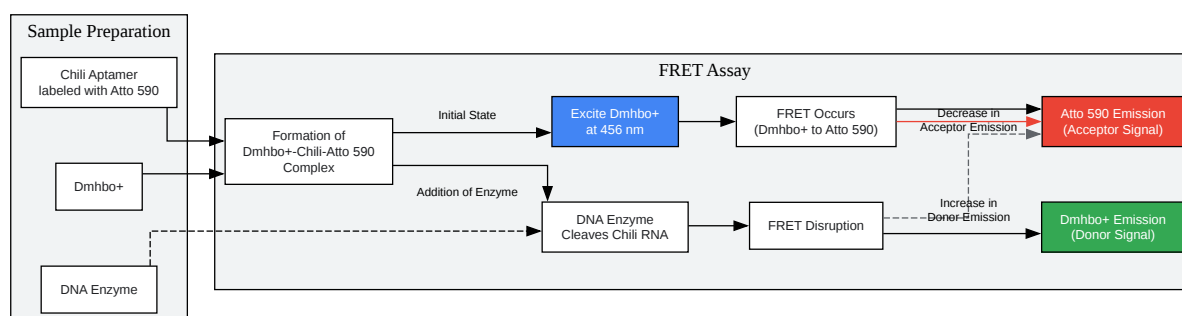 Sample Preparation
Chili Aptamer
labeled with Atto 590
Dmhbo+
DNA Enzyme
FRET Assay
Formation of
Dmhbo+-Chili-Atto 590
Complex
Initial State
Addition of Enzyme
Excite Dmhbo+
at 456 nm
FRET Occurs
(Dmhbo+ to Atto 590)
Decrease in
Acceptor Emission
Atto 590 Emission
(Acceptor Signal)
DNA Enzyme
Cleaves Chili RNA
FRET Disruption
Increase in
Donor Emission
Dmhbo+ Emission
(Donor Signal)